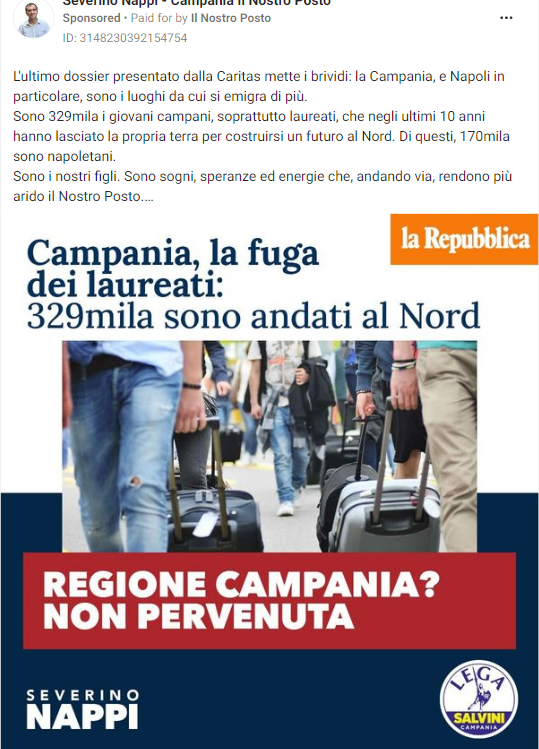 Severino Nappi - Campania Il Nostro Posto
Sponsored • Paid for by Il Nostro Posto
ID: 3148230392154754
L'ultimo dossier presentato dalla Caritas mette i brividi: la Campania, e Napoli in
particolare, sono i luoghi da cui si emigra di più.
Sono 329mila i giovani campani, soprattutto laureati, che negli ultimi 10 anni
hanno lasciato la propria terra per costruirsi un futuro al Nord. Di questi, 170mila
sono napoletani.
Sono i nostri figli. Sono sogni, speranze ed energie che, andando via, rendono più
arido il Nostro Posto....
la Repubblica
Campania, la fuga
dei laureati:
329mila sono andati al Nord
REGIONE CAMPANIA?
NON PERVENUTA
SEVERINO
NAPPI
LEGA
SALVINI
CAMPANIA